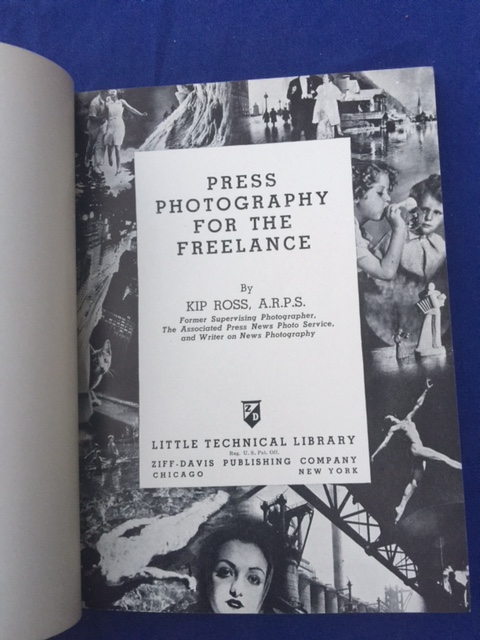 PRESS
PHOTOGRAPHY
FOR THE
FREELANCE
By
KIP ROSS, A.R.P.S.
Former Supervising Photographer,
The Associated Press News Photo Service,
and Writer on News Photography
Z
D
LITTLE TECHNICAL LIBRARY
Reg. U. S. Pat. Off.
ZIFF-DAVIS PUBLISHING COMPANY
CHICAGO NEW YORK